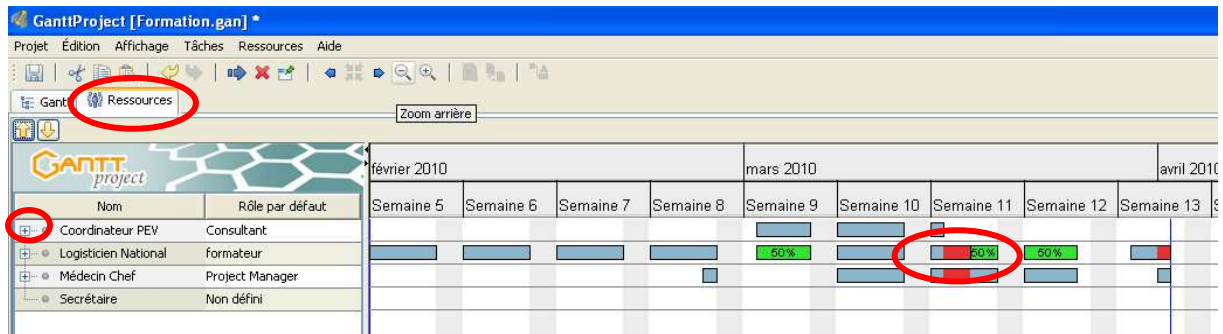 GanttProject [Formation.gan] *
Projet Édition Affichage Tâches Ressources Aide
Gantt Ressources
Zoom arrière
GANTT project
février 2010 mars 2010 avril 2010
Nom Rôle par défaut Semaine 5 Semaine 6 Semaine 7 Semaine 8 Semaine 9 Semaine 10 Semaine 11 Semaine 12 Semaine 13 S
Coordinateur PEV Consultant
Logisticien National formateur 50% 50% 50%
Médecin Chef Project Manager
Secrétaire Non défini